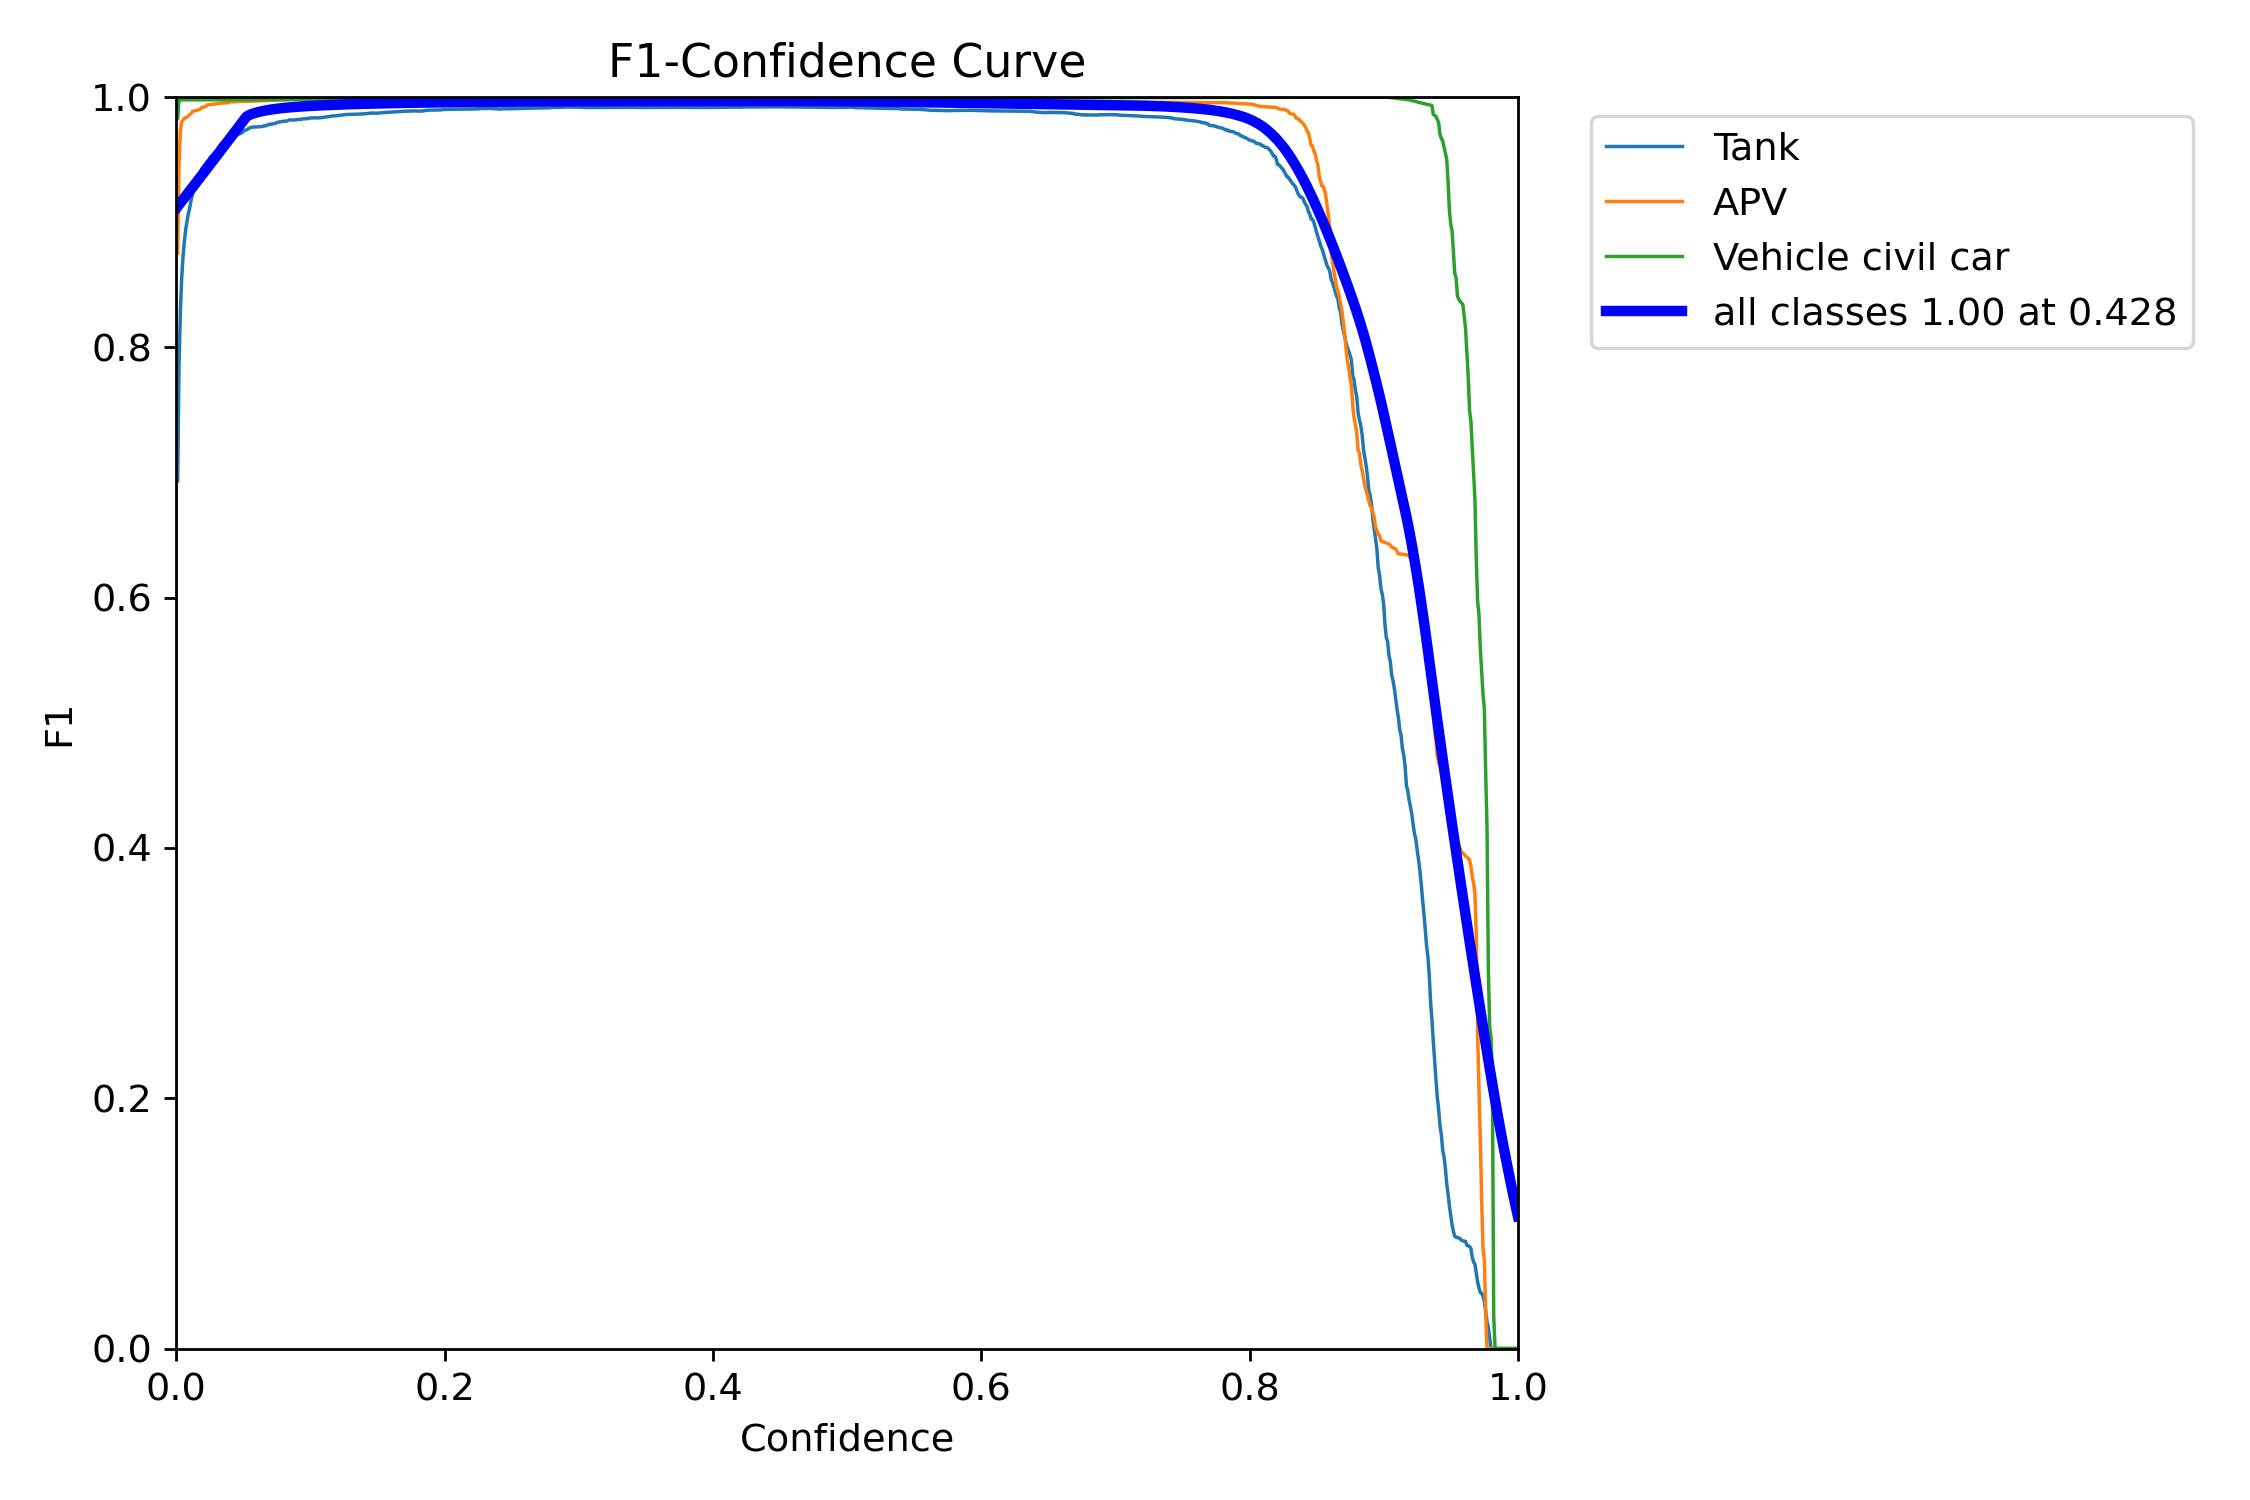 F1-Confidence Curve
1.0
0.8
0.6
0.4
0.2
0.0
F1
0.0 0.2 0.4 0.6 0.8 1.0
Confidence
Tank
APV
Vehicle civil car
all classes 1.00 at 0.428